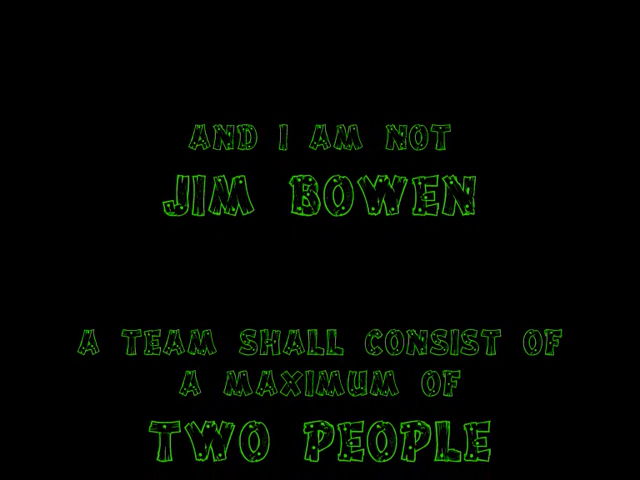 AND I AM NOT
JIM BOWEN
A TEAM SHALL CONSIST OF
A MAXIMUM OF
TWO PEOPLE